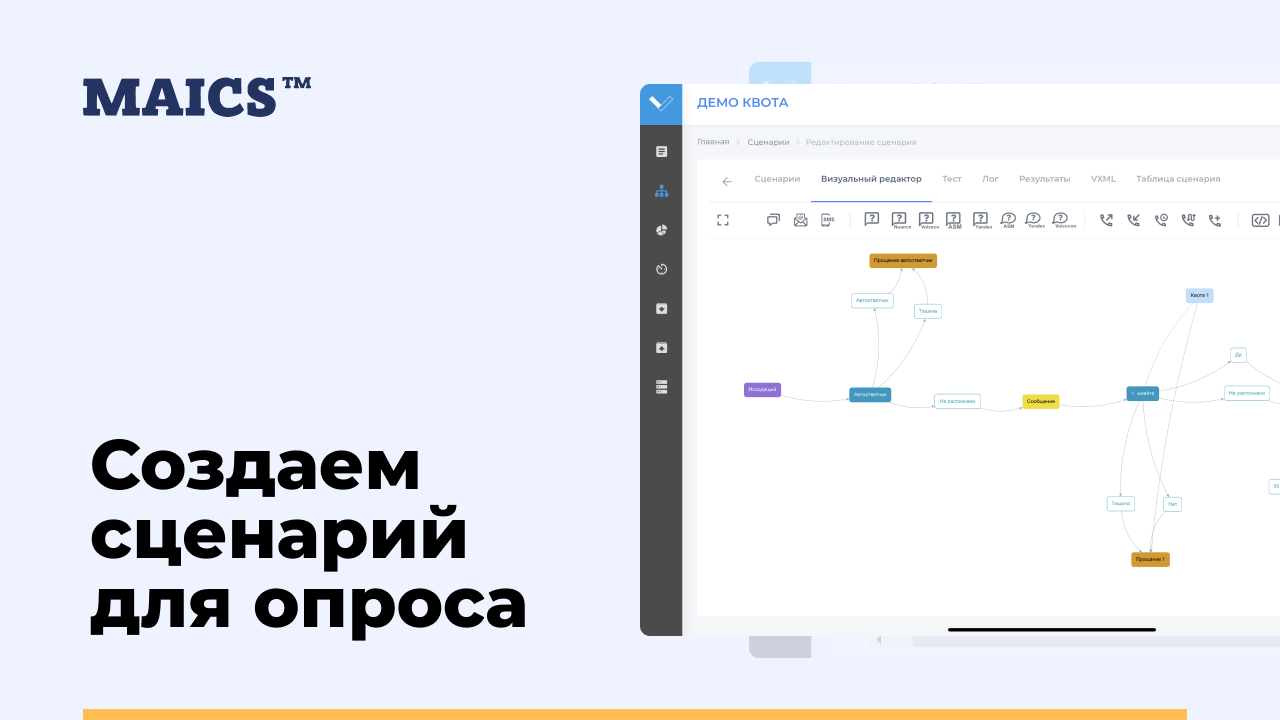 MAICS™
Создаем
сценарий
для опроса
ДЕМО КВОТА
Главная
Сценарии
Редактирование сценария
Сценарии
Визуальный редактор
Тест
Лог
Результаты
VXML
Таблица сценария
SMS
Nuance
Voiceco
ASM
Yandex
ASM
Yandex
Voicecon
Прощание автоответчик
Автоответчик
Тишина
Квота 1
Да
Исходящий
Автоответчик
Не распознано
Сообщение
1. живёте
Не распознано
Тишина
Нет
Прощание 1